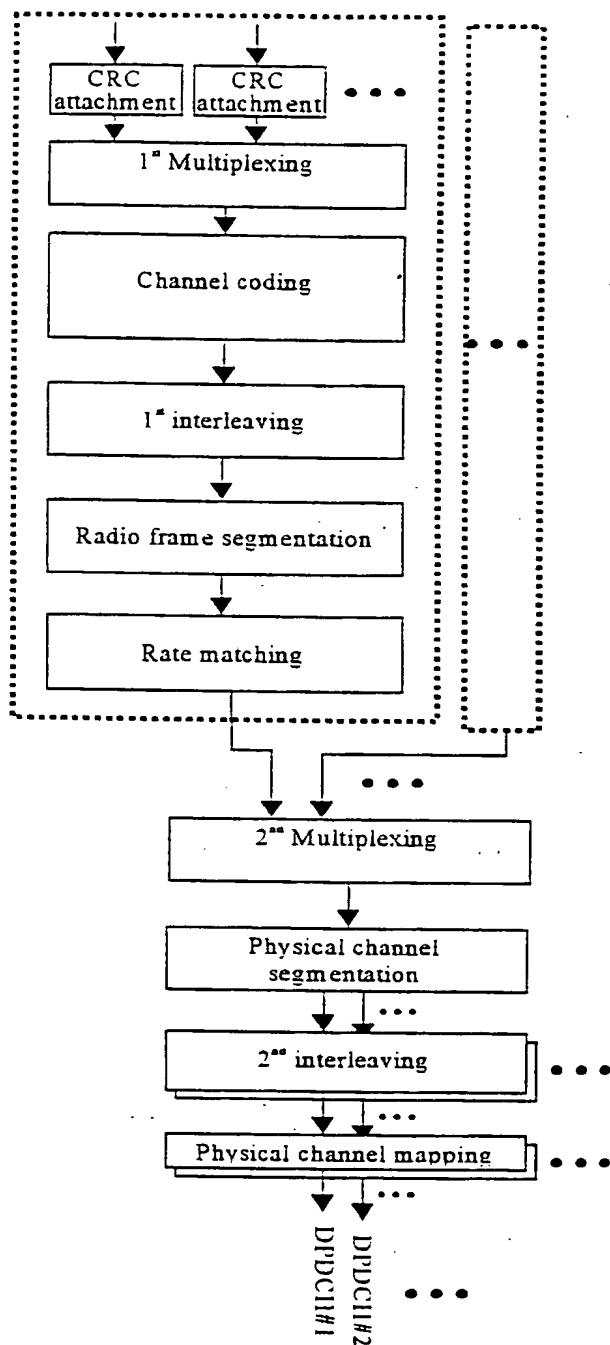 CRC
attachment
CRC
attachment
1st Multiplexing
Channel coding
1st interleaving
Radio frame segmentation
Rate matching
2nd Multiplexing
Physical channel
segmentation
2nd interleaving
Physical channel mapping
DPDCH#1
DPDCH#2